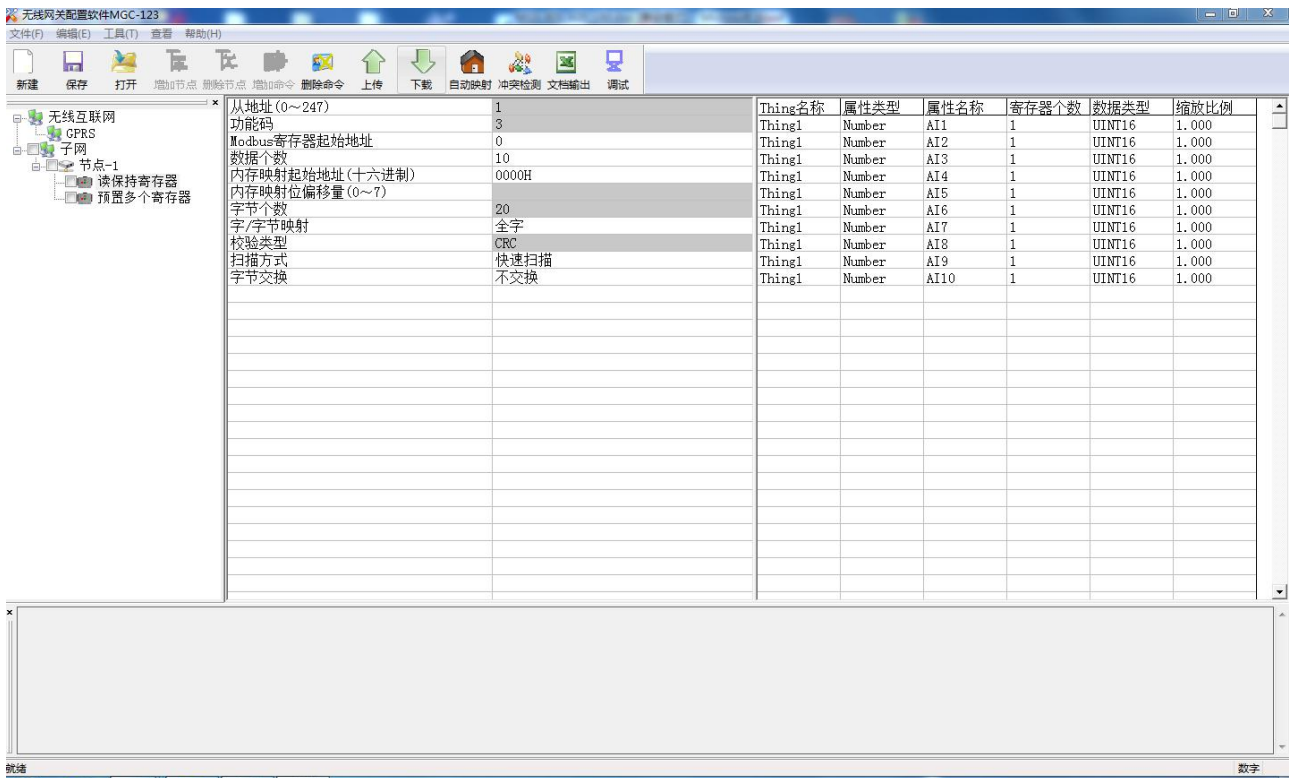 无线网关配置软件MGC-123
文件(F) 编辑(E) 工具(T) 查看 帮助(H)
新建 保存 打开 增加节点 删除节点 增加命令 删除命令 上传 下载 自动映射 冲突检测 文档输出 调试
无线互联网
GPRS
子网
节点-1
读保持寄存器
预置多个寄存器
从地址(0～247) 1
功能码 3
Modbus寄存器起始地址 0
数据个数 10
内存映射起始地址(十六进制) 0000H
内存映射位偏移量(0～7)
字节个数 20
字/字节映射 全字
校验类型 CRC
扫描方式 快速扫描
字节交换 不交换
Thing名称 属性类型 属性名称 寄存器个数 数据类型 缩放比例
Thing1 Number AI1 1 UINT16 1.000
Thing1 Number AI2 1 UINT16 1.000
Thing1 Number AI3 1 UINT16 1.000
Thing1 Number AI4 1 UINT16 1.000
Thing1 Number AI5 1 UINT16 1.000
Thing1 Number AI6 1 UINT16 1.000
Thing1 Number AI7 1 UINT16 1.000
Thing1 Number AI8 1 UINT16 1.000
Thing1 Number AI9 1 UINT16 1.000
Thing1 Number AI10 1 UINT16 1.000
就绪 数字